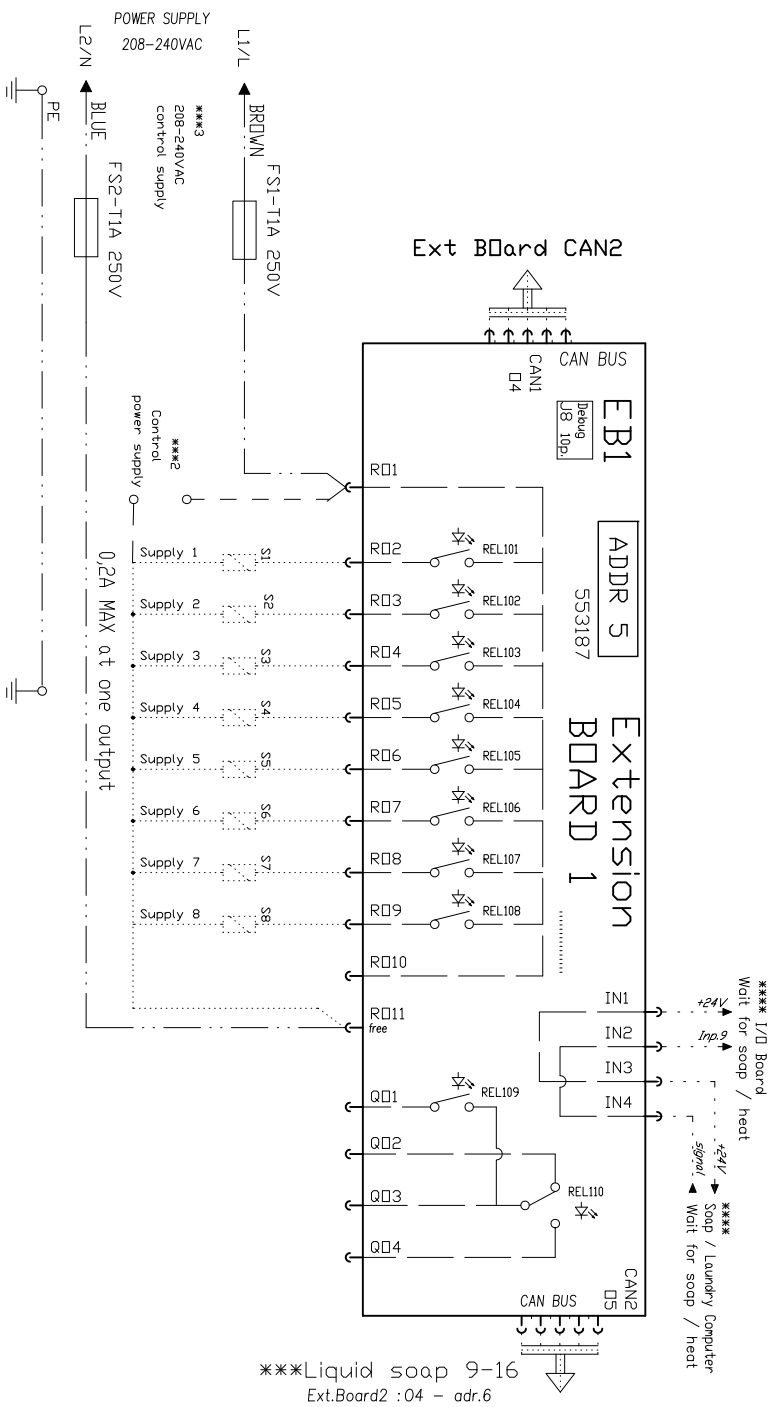 POWER SUPPLY
208-240VAC
L2/N
L1/L
PE
BLUE
BROWN
***3
208-240VAC
control supply
FS2-T1A 250V
FS1-T1A 250V
Ext BOard CAN2
CAN BUS
CAN1
O4
EB1
Debug
J8 10p.
ADDR 5
553187
Extension
BOARD 1
***2
Control
power supply
0,2A MAX at one output
RO1
Supply 1
S1
RO2
REL101
Supply 2
S2
RO3
REL102
Supply 3
S3
RO4
REL103
Supply 4
S4
RO5
REL104
Supply 5
S5
RO6
REL105
Supply 6
S6
RO7
REL106
Supply 7
S7
RO8
REL107
Supply 8
S8
RO9
REL108
RO10
RO11
free
IN1
IN2
IN3
IN4
+24V
Inp.9
**** I/O Board
Wait for soap / heat
+24V
signal
****
Soap / Laundry Computer
Wait for soap / heat
QO1
REL109
QO2
QO3
REL110
QO4
CAN2
O5
CAN BUS
***Liquid soap 9-16
Ext.Board2 :04 - adr.6